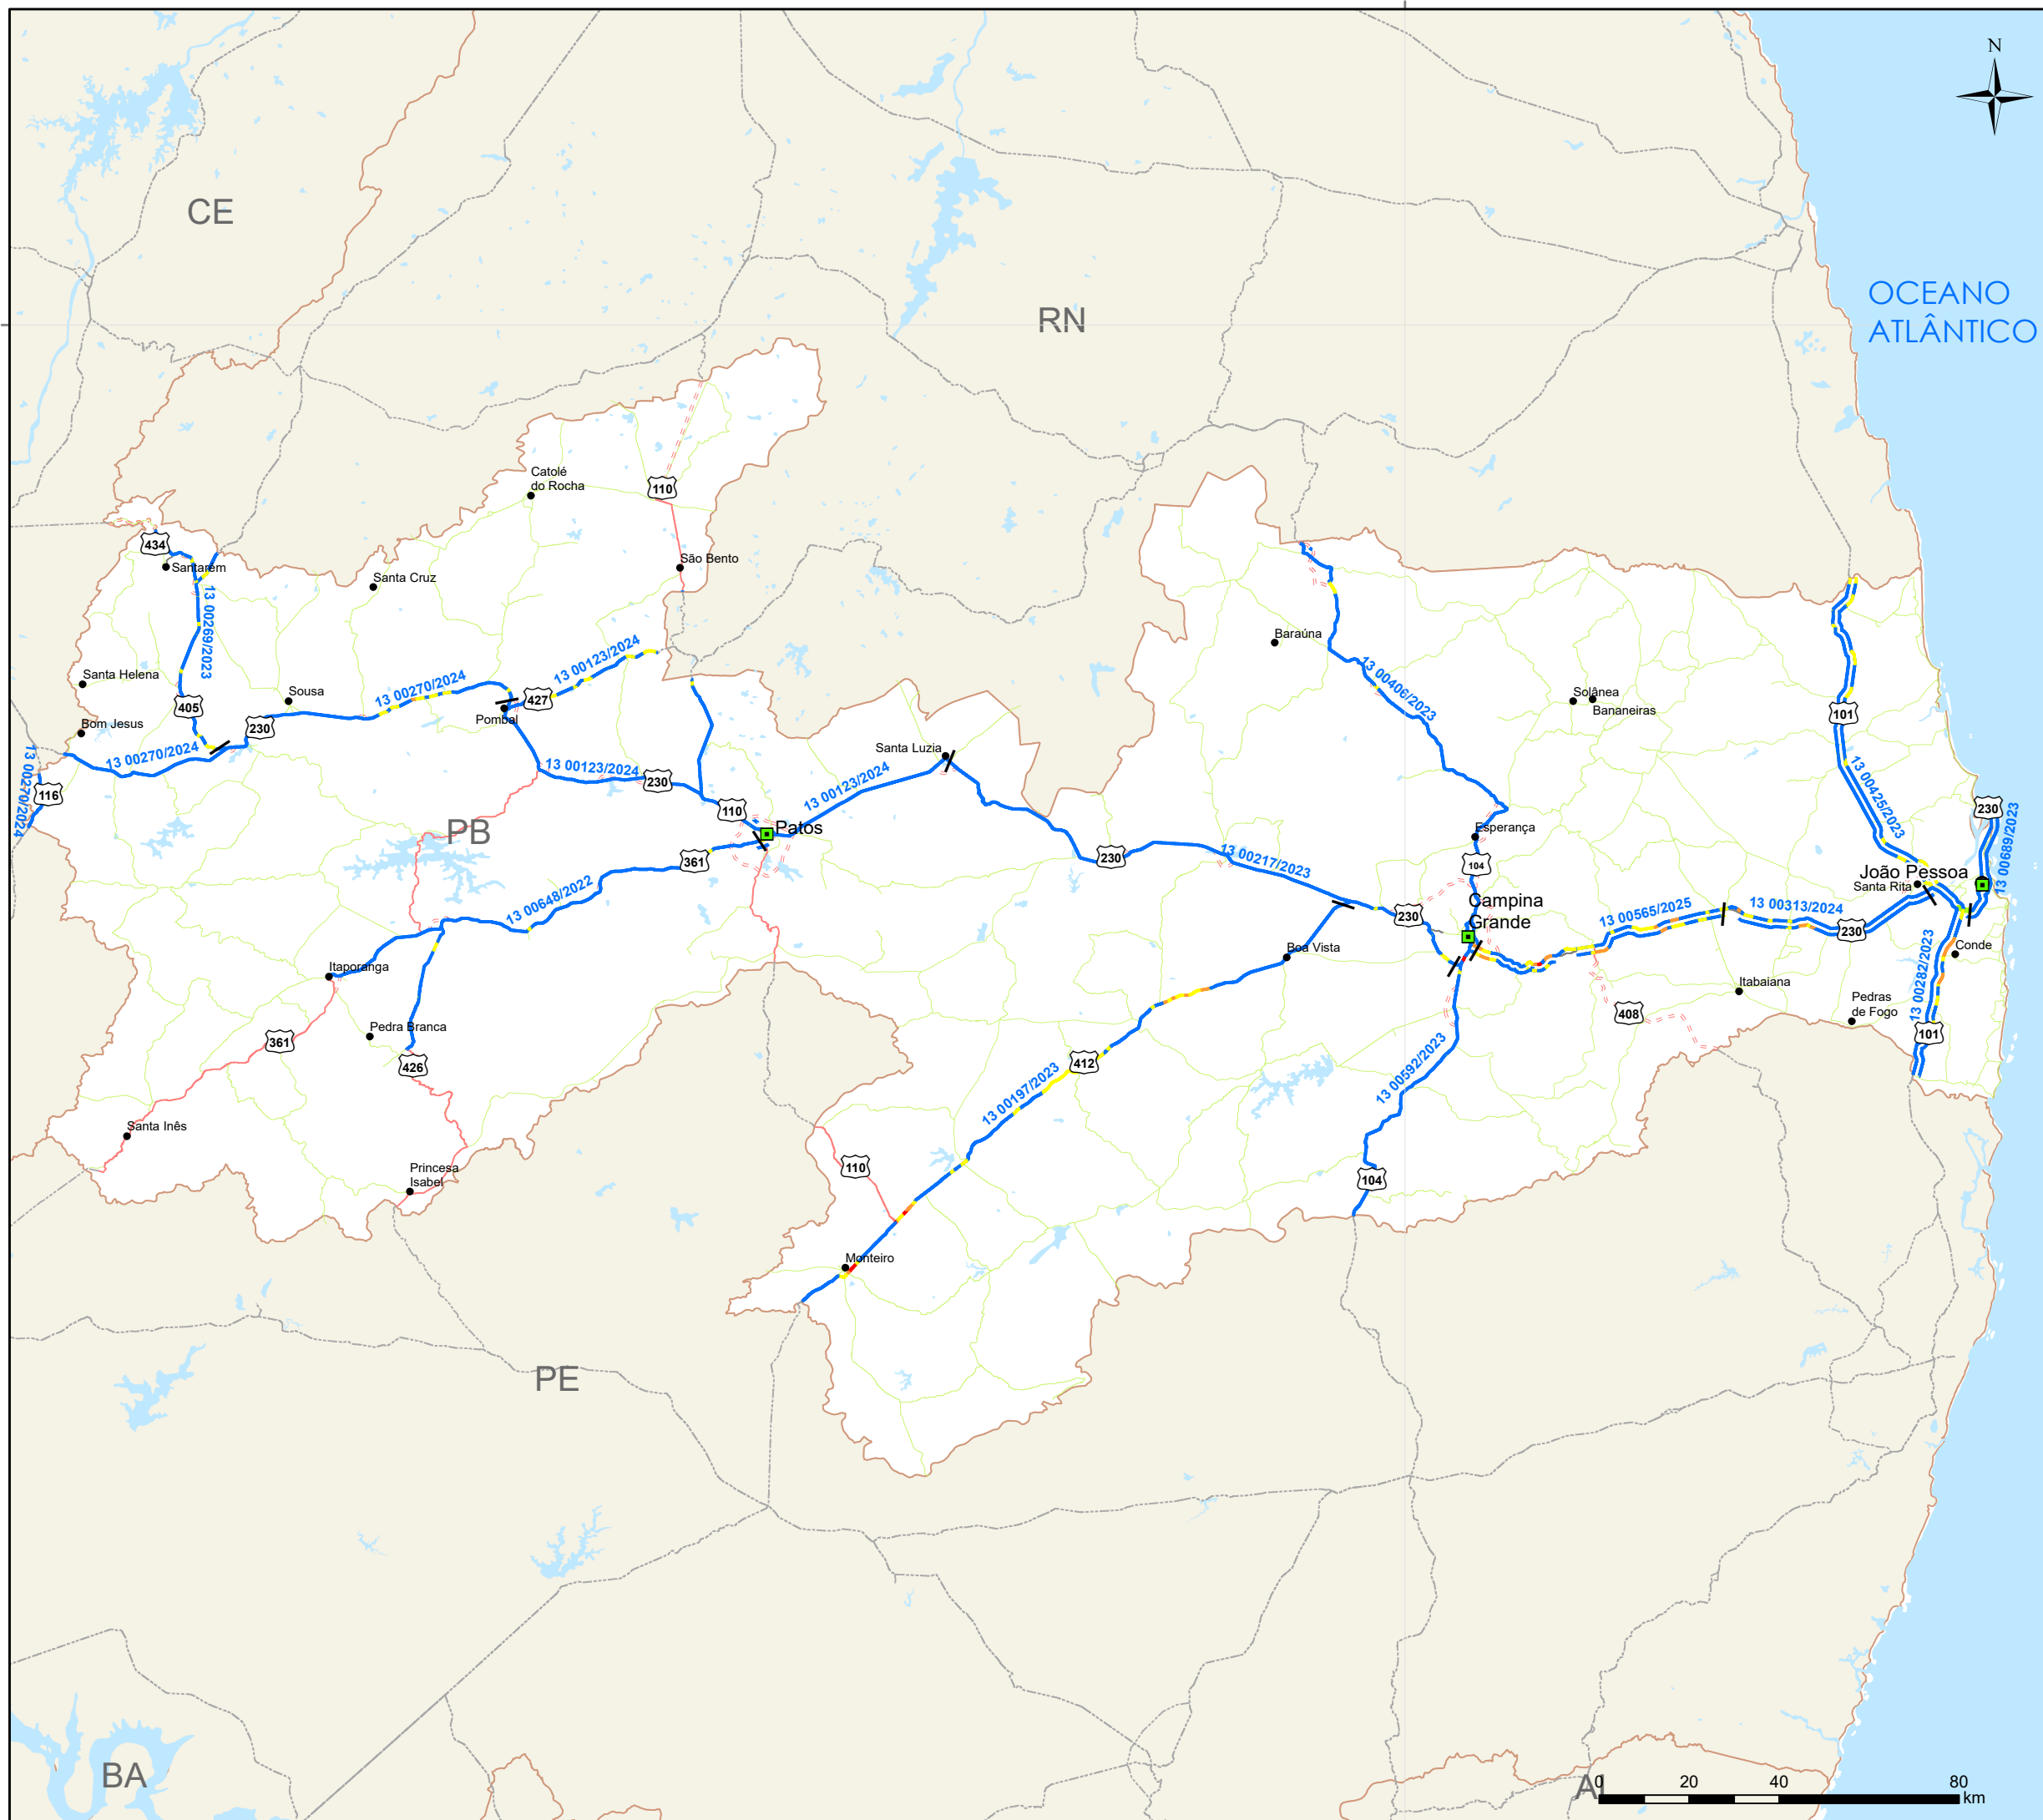 N
CE
RN
OCEANO
ATLÂNTICO
Catolé
do Rocha
110
434
Santarém
São Bento
Santa Cruz
13 00269/2023
Baraúna
13 00123/2024
13 00406/2023
Santa Helena
Sousa
13 00270/2024
427
Solânea
Bananeiras
405
Pombal
101
Bom Jesus
230
13 00270/2024
Santa Luzia
13 00270/2024
116
13 00123/2024
230
13 00123/2024
13 00425/2023
110
230
PB
Patos
Esperança
13 00689/2023
361
230
13 00217/2023
104
João Pessoa
Santa Rita
13 00648/2022
Campina
Grande
230
13 00565/2025
13 00313/2024
230
Boa Vista
Conde
Itaporanga
13 00282/2023
Itabaiana
Pedras
de Fogo
408
Pedra Branca
361
101
426
412
13 00197/2023
13 00592/2023
Santa Inês
110
Princesa
Isabel
104
Monteiro
PE
BA
AL
0
20
40
80
km